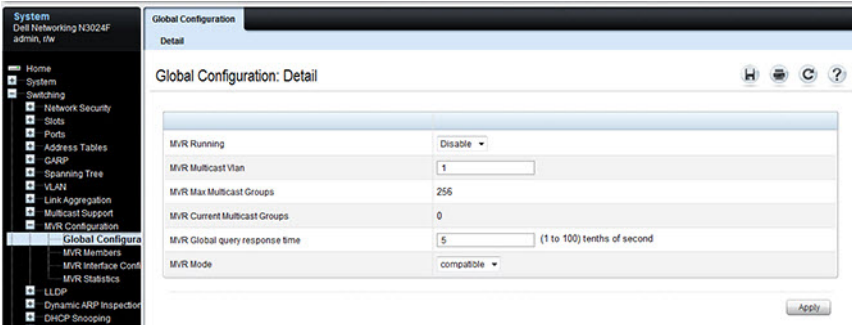 System
Dell Networking N3024F
admin, r/w
Home
System
Switching
Network Security
Slots
Ports
Address Tables
GARP
Spanning Tree
VLAN
Link Aggregation
Multicast Support
MVR Configuration
Global Configura
MVR Members
MVR Interface Confi
MVR Statistics
LLDP
Dynamic ARP Inspection
DHCP Snooping
Global Configuration
Detail
Global Configuration: Detail
MVR Running Disable
MVR Multicast Vlan 1
MVR Max Multicast Groups 256
MVR Current Multicast Groups 0
MVR Global query response time 5 (1 to 100) tenths of second
MVR Mode compatible
Apply